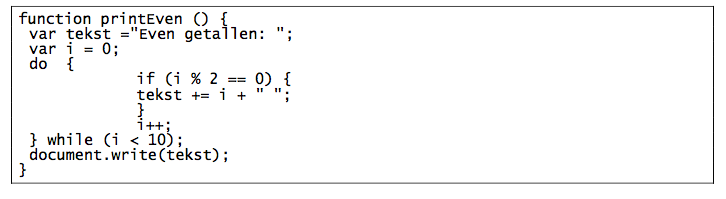 function printEven () {
 var tekst ="Even getallen: ";
 var i = 0;
 do  {
             if (i % 2 == 0) {
             tekst += i + " ";
             }
             i++;
 } while (i < 10);
 document.write(tekst);
}